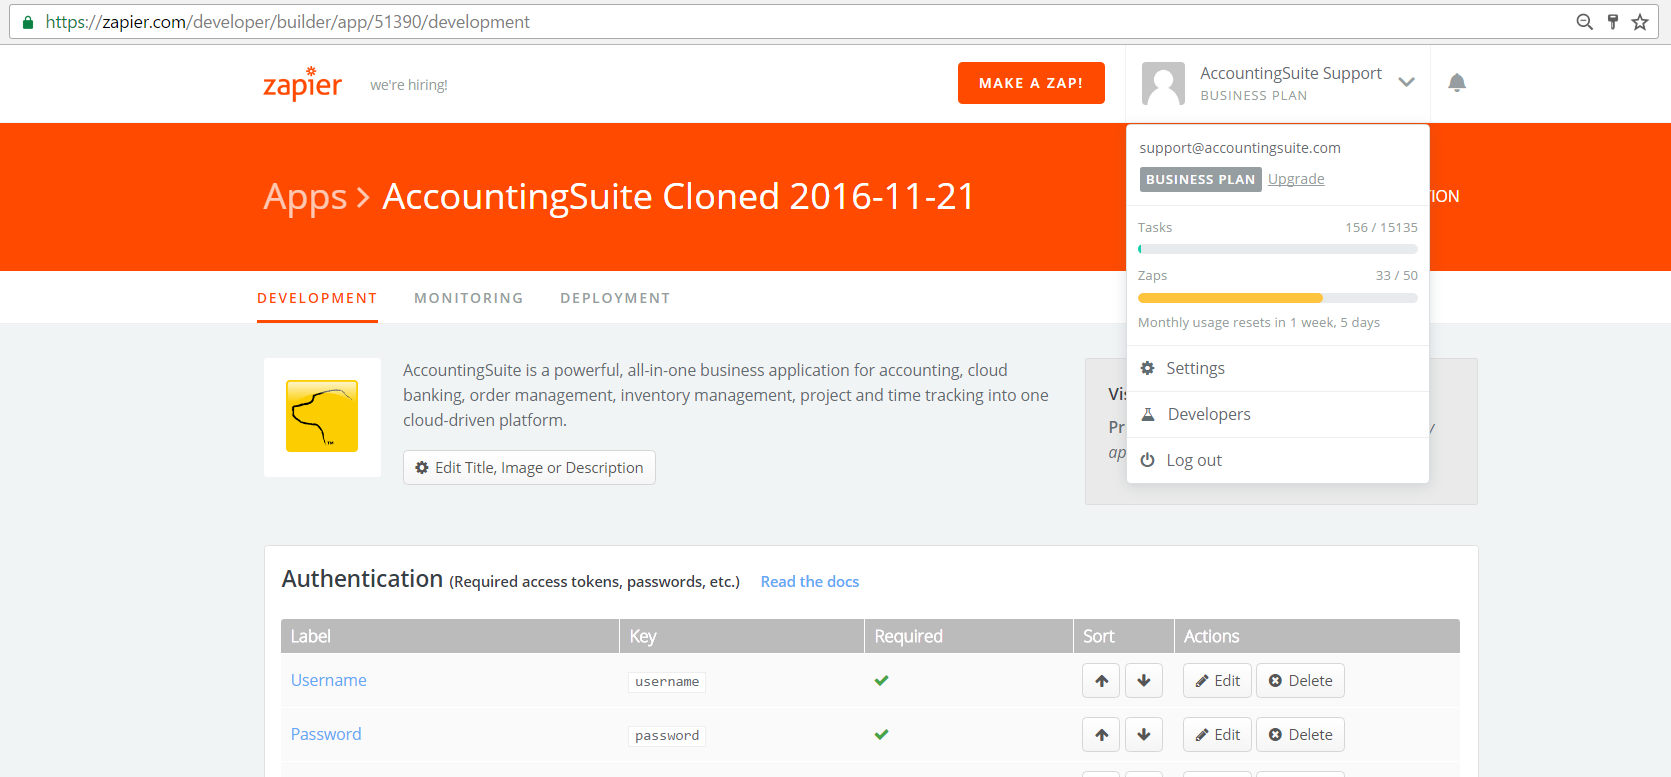 https://zapier.com/developer/builder/app/51390/development
zapier we're hiring! MAKE A ZAP! AccountingSuite Support
BUSINESS PLAN
support@accountingsuite.com
BUSINESS PLAN Upgrade
Apps > AccountingSuite Cloned 2016-11-21
Tasks 156 / 15135
Zaps 33 / 50
Monthly usage resets in 1 week, 5 days
Settings
Developers
Log out
DEVELOPMENT MONITORING DEPLOYMENT
AccountingSuite is a powerful, all-in-one business application for accounting, cloud
banking, order management, inventory management, project and time tracking into one
cloud-driven platform.
Edit Title, Image or Description
Authentication (Required access tokens, passwords, etc.) Read the docs
Label Key Required Sort Actions
Username username Edit Delete
Password password Edit Delete